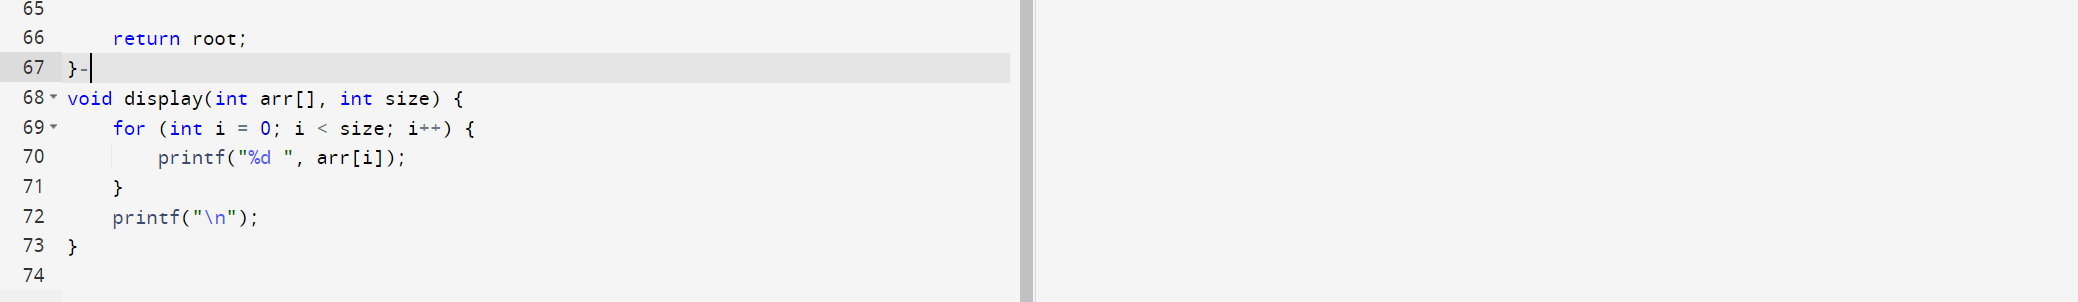 65
66     return root;
67 }-
68 void display(int arr[], int size) {
69     for (int i = 0; i < size; i++) {
70         printf("%d ", arr[i]);
71     }
72     printf("\n");
73 }
74